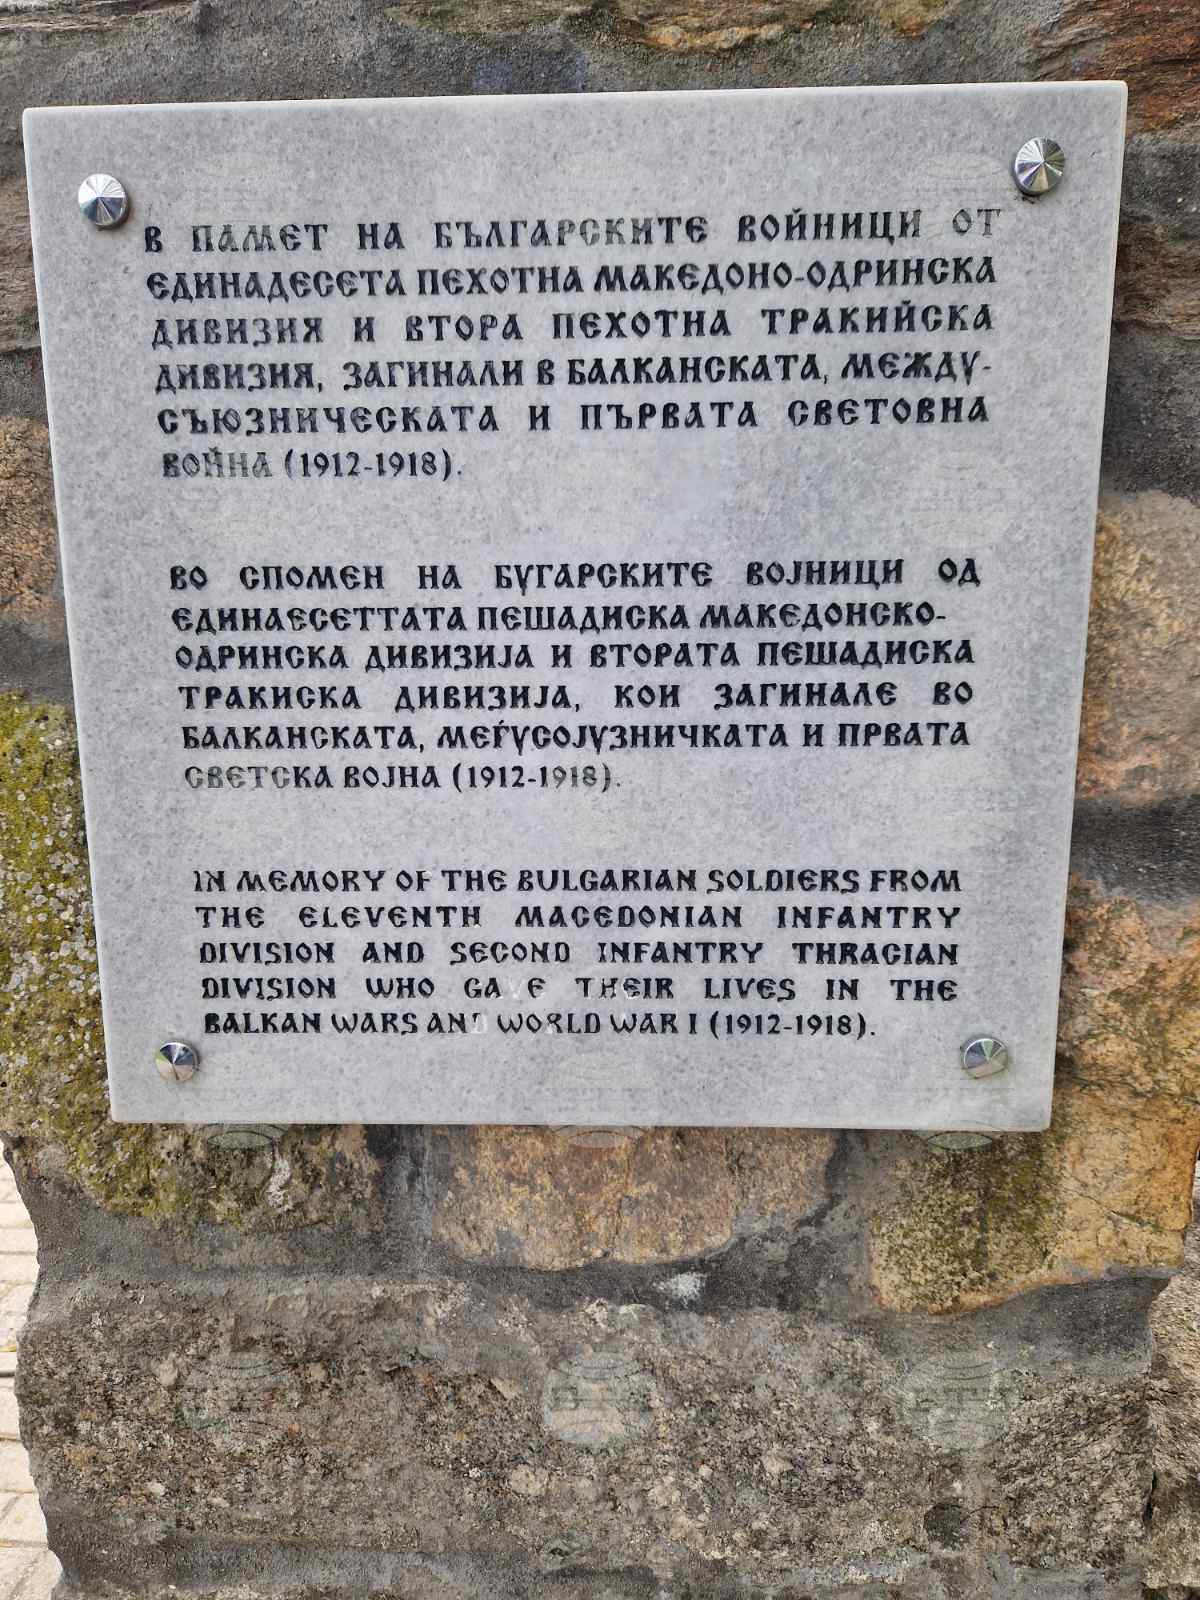 В ПАМЕТ НА БЪЛГАРСКИТЕ ВОЙНИЦИ ОТ
ЕДИНАДЕСЕТА ПЕХОТНА МАКЕДОНО-ОДРИНСКА
ДИВИЗИЯ И ВТОРА ПЕХОТНА ТРАКИЙСКА
ДИВИЗИЯ, ЗАГИНАЛИ В БАЛКАНСКАТА, МЕЖДУ-
СЪЮЗНИЧЕСКАТА И ПЪРВАТА СВЕТОВНА
ВОЙНА (1912-1918).
ВО СПОМЕН НА БУГАРСКИТЕ ВОЈНИЦИ ОД
ЕДИНАЕСЕТТАТА ПЕШАДИСКА МАКЕДОНСКО-
ОДРИНСКА ДИВИЗИЈА И ВТОРАТА ПЕШАДИСКА
ТРАКИСКА ДИВИЗИЈА, КОИ ЗАГИНАЛЕ ВО
БАЛКАНСКАТА, МЕЃУСОЈУЗНИЧКАТА И ПРВАТА
СВЕТСКА ВОЈНА (1912-1918).
IN MEMORY OF THE BULGARIAN SOLDIERS FROM
THE ELEVENTH MACEDONIAN INFANTRY
DIVISION AND SECOND INFANTRY THRACIAN
DIVISION WHO GAVE THEIR LIVES IN THE
BALKAN WARS AND WORLD WAR I (1912-1918).
БТА БТА БТА